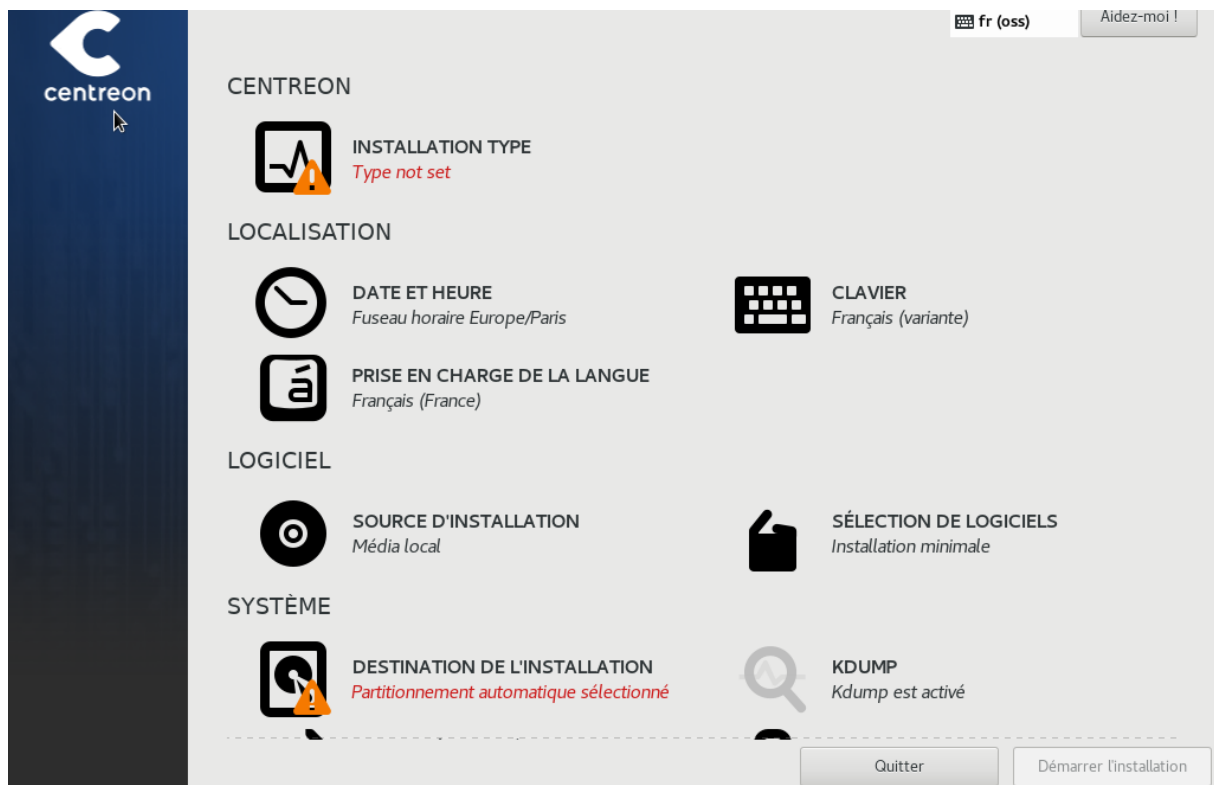 fr (oss)
Aidez-moi !
centreon
CENTREON
INSTALLATION TYPE
Type not set
LOCALISATION
DATE ET HEURE
Fuseau horaire Europe/Paris
CLAVIER
Français (variante)
PRISE EN CHARGE DE LA LANGUE
Français (France)
LOGICIEL
SOURCE D'INSTALLATION
Média local
SÉLECTION DE LOGICIELS
Installation minimale
SYSTÈME
DESTINATION DE L'INSTALLATION
Partitionnement automatique sélectionné
KDUMP
Kdump est activé
Quitter
Démarrer l'installation